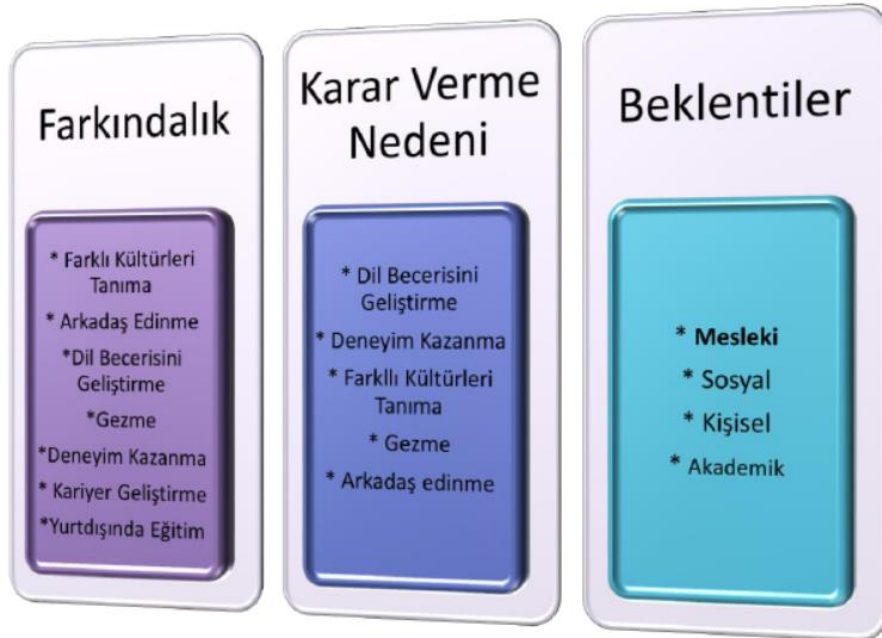 Farkındalık
* Farklı Kültürleri
Tanıma
* Arkadaş Edinme
*Dil Becerisini
Geliştirme
*Gezme
*Deneyim Kazanma
* Kariyer Geliştirme
*Yurtdışında Eğitim
Karar Verme
Nedeni
* Dil Becerisini
Geliştirme
* Deneyim Kazanma
* Farkllı Kültürleri
Tanıma
* Gezme
* Arkadaş edinme
Beklentiler
* Mesleki
* Sosyal
* Kişisel
* Akademik